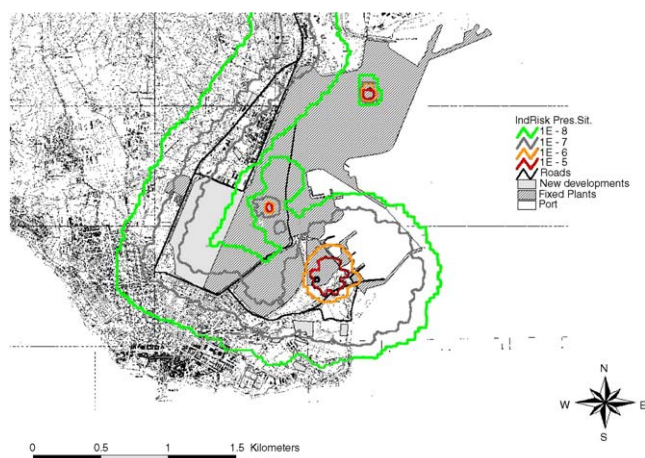 IndRisk Pres.Sit.
1E - 8
1E - 7
1E - 6
1E - 5
Roads
New developments
Fixed Plants
Port
N
W E
S
0 0.5 1 1.5 Kilometers